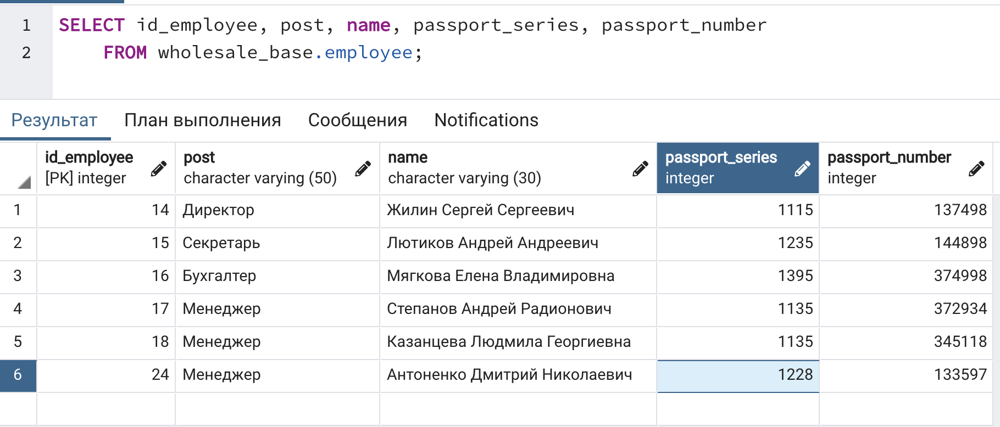 1 SELECT id_employee, post, name, passport_series, passport_number
2 FROM wholesale_base.employee;
Результат План выполнения Сообщения Notifications
id_employee post name passport_series passport_number
[PK] integer character varying (50) character varying (30) integer integer
1 14 Директор Жилин Сергей Сергеевич 1115 137498
2 15 Секретарь Лютиков Андрей Андреевич 1235 144898
3 16 Бухгалтер Мягкова Елена Владимировна 1395 374998
4 17 Менеджер Степанов Андрей Радионович 1135 372934
5 18 Менеджер Казанцева Людмила Георгиевна 1135 345118
6 24 Менеджер Антоненко Дмитрий Николаевич 1228 133597